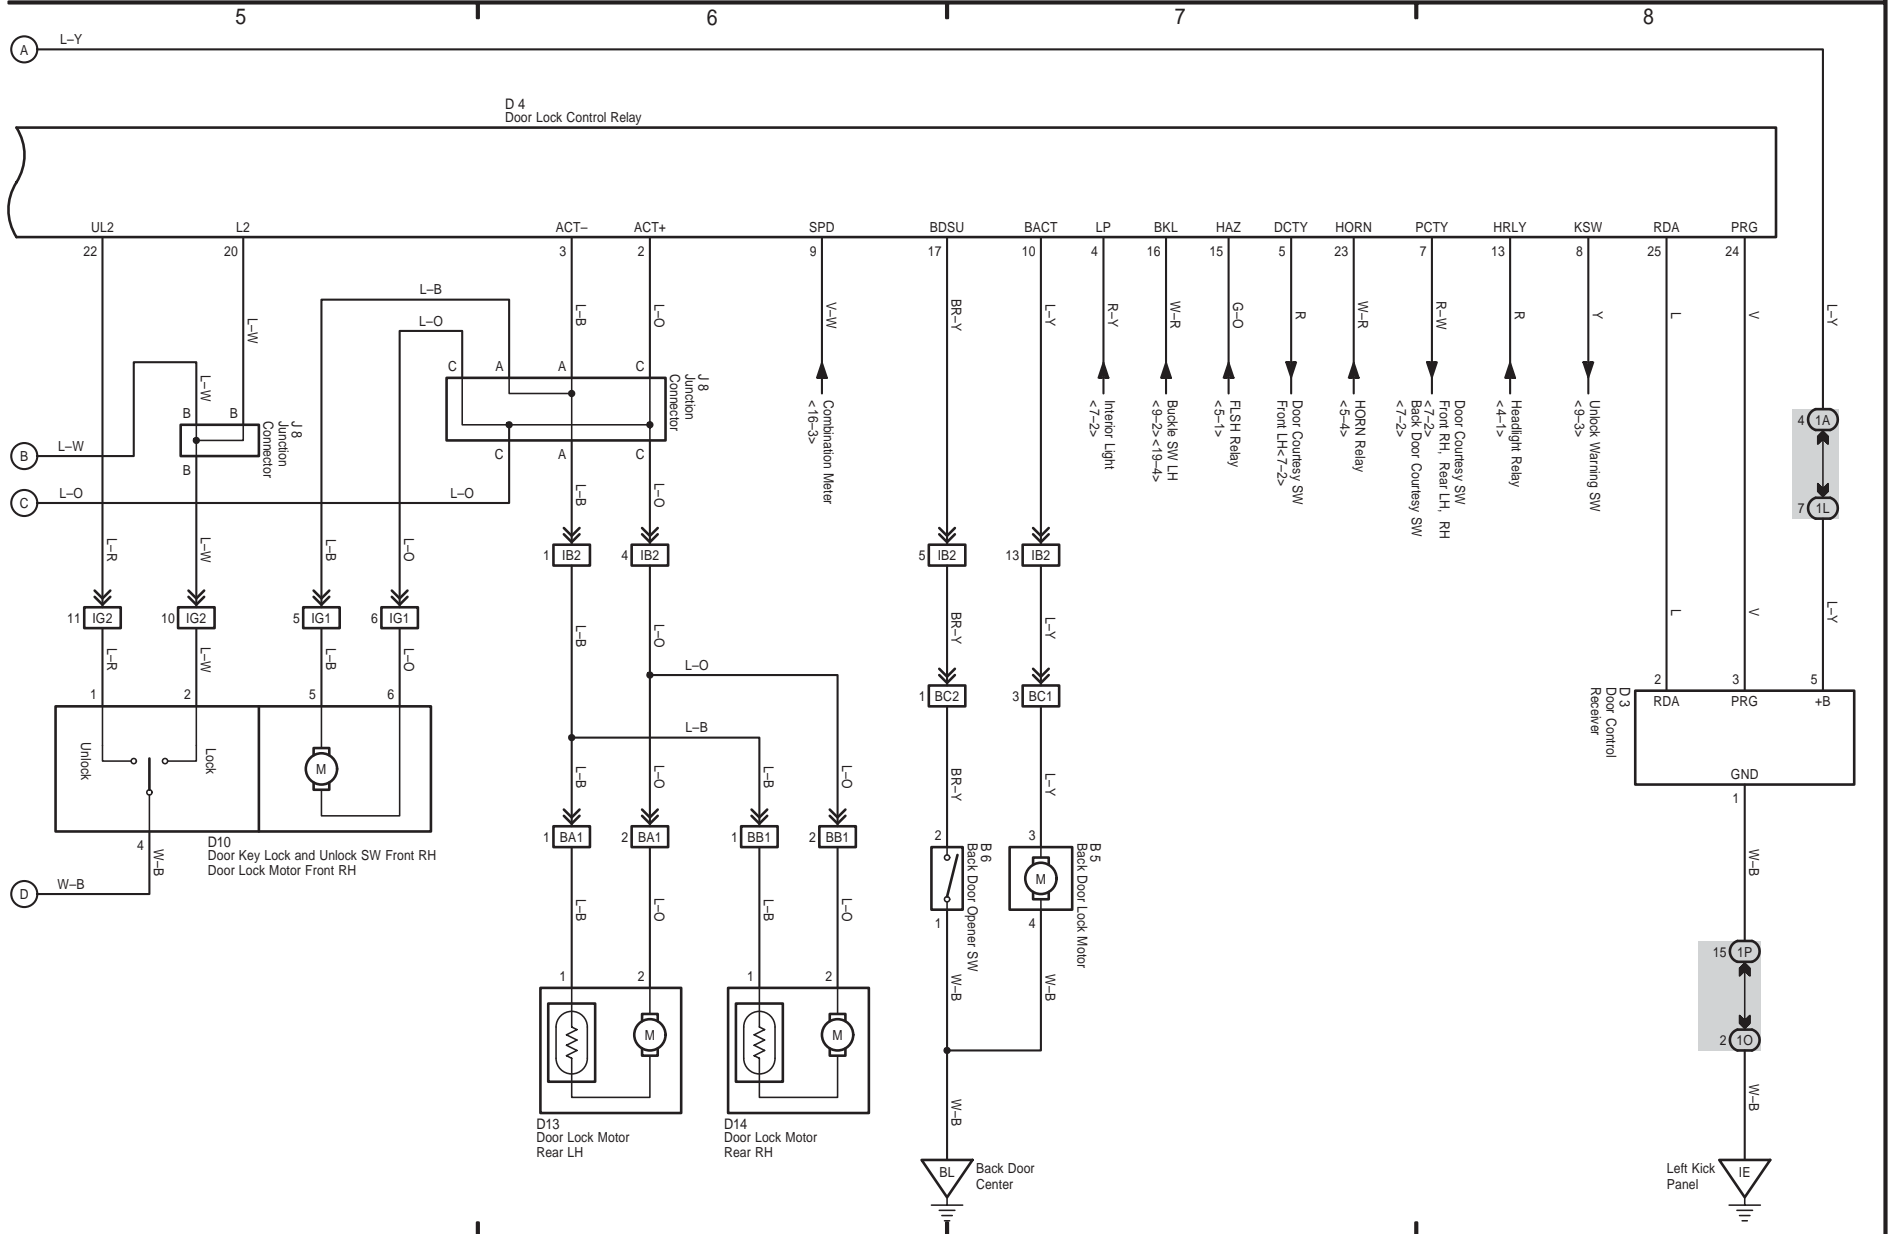 5 6 7 8
A L–Y
D 4
Door Lock Control Relay
UL2 L2 ACT– ACT+ SPD BDSU BACT LP BKL HAZ DCTY HORN PCTY HRLY KSW RDA PRG
22 20 3 2 9 17 10 4 16 15 5 23 7 13 8 25 24
L–B
L–O
L–W L–B L–O V–W BR–Y L–Y R–Y W–R G–O R W–R R–W R Y L V L–Y
C A A C
J 8
Junction
Connector
L–W
B B
J 8
Junction
Connector
B
C A C
B L–W
C L–O
L–O
Combination Meter
<16–3>
Interior Light
<7–2>
Buckle SW LH
<9–2><19–4>
FLSH Relay
<5–1>
Door Courtesy SW
Front LH<7–2>
HORN Relay
<5–4>
Door Courtesy SW
Front RH, Rear LH, RH
<7–2>
Back Door Courtesy SW
<7–2>
Headlight Relay
<4–1>
Unlock Warning SW
<9–3>
4 1A
7 1L
L–B L–O
L–R L–W L–B L–O
1 IB2 4 IB2 5 IB2 13 IB2
11 IG2 10 IG2 5 IG1 6 IG1
L–R L–W L–B L–O L–B L–O BR–Y L–Y L V L–Y
L–O
1 2 5 6
1 BC2 3 BC1
L–B
2 3 5
RDA PRG +B
D 3
Door Control
Receiver
GND
1
Unlock Lock M
L–B L–O L–B L–O BR–Y L–Y
1 BA1 2 BA1 1 BB1 2 BB1
4 W–B
D10
Door Key Lock and Unlock SW Front RH
Door Lock Motor Front RH
D W–B
2 3
B 6
Back Door Opener SW
M
B 5
Back Door Lock Motor
1 4
W–B
L–B L–O L–B L–O
1 2 1 2
W–B W–B
15 1P
2 1O
M M
D13
Door Lock Motor
Rear LH
D14
Door Lock Motor
Rear RH
W–B W–B
BL Back Door
Center
Left Kick
Panel
IE